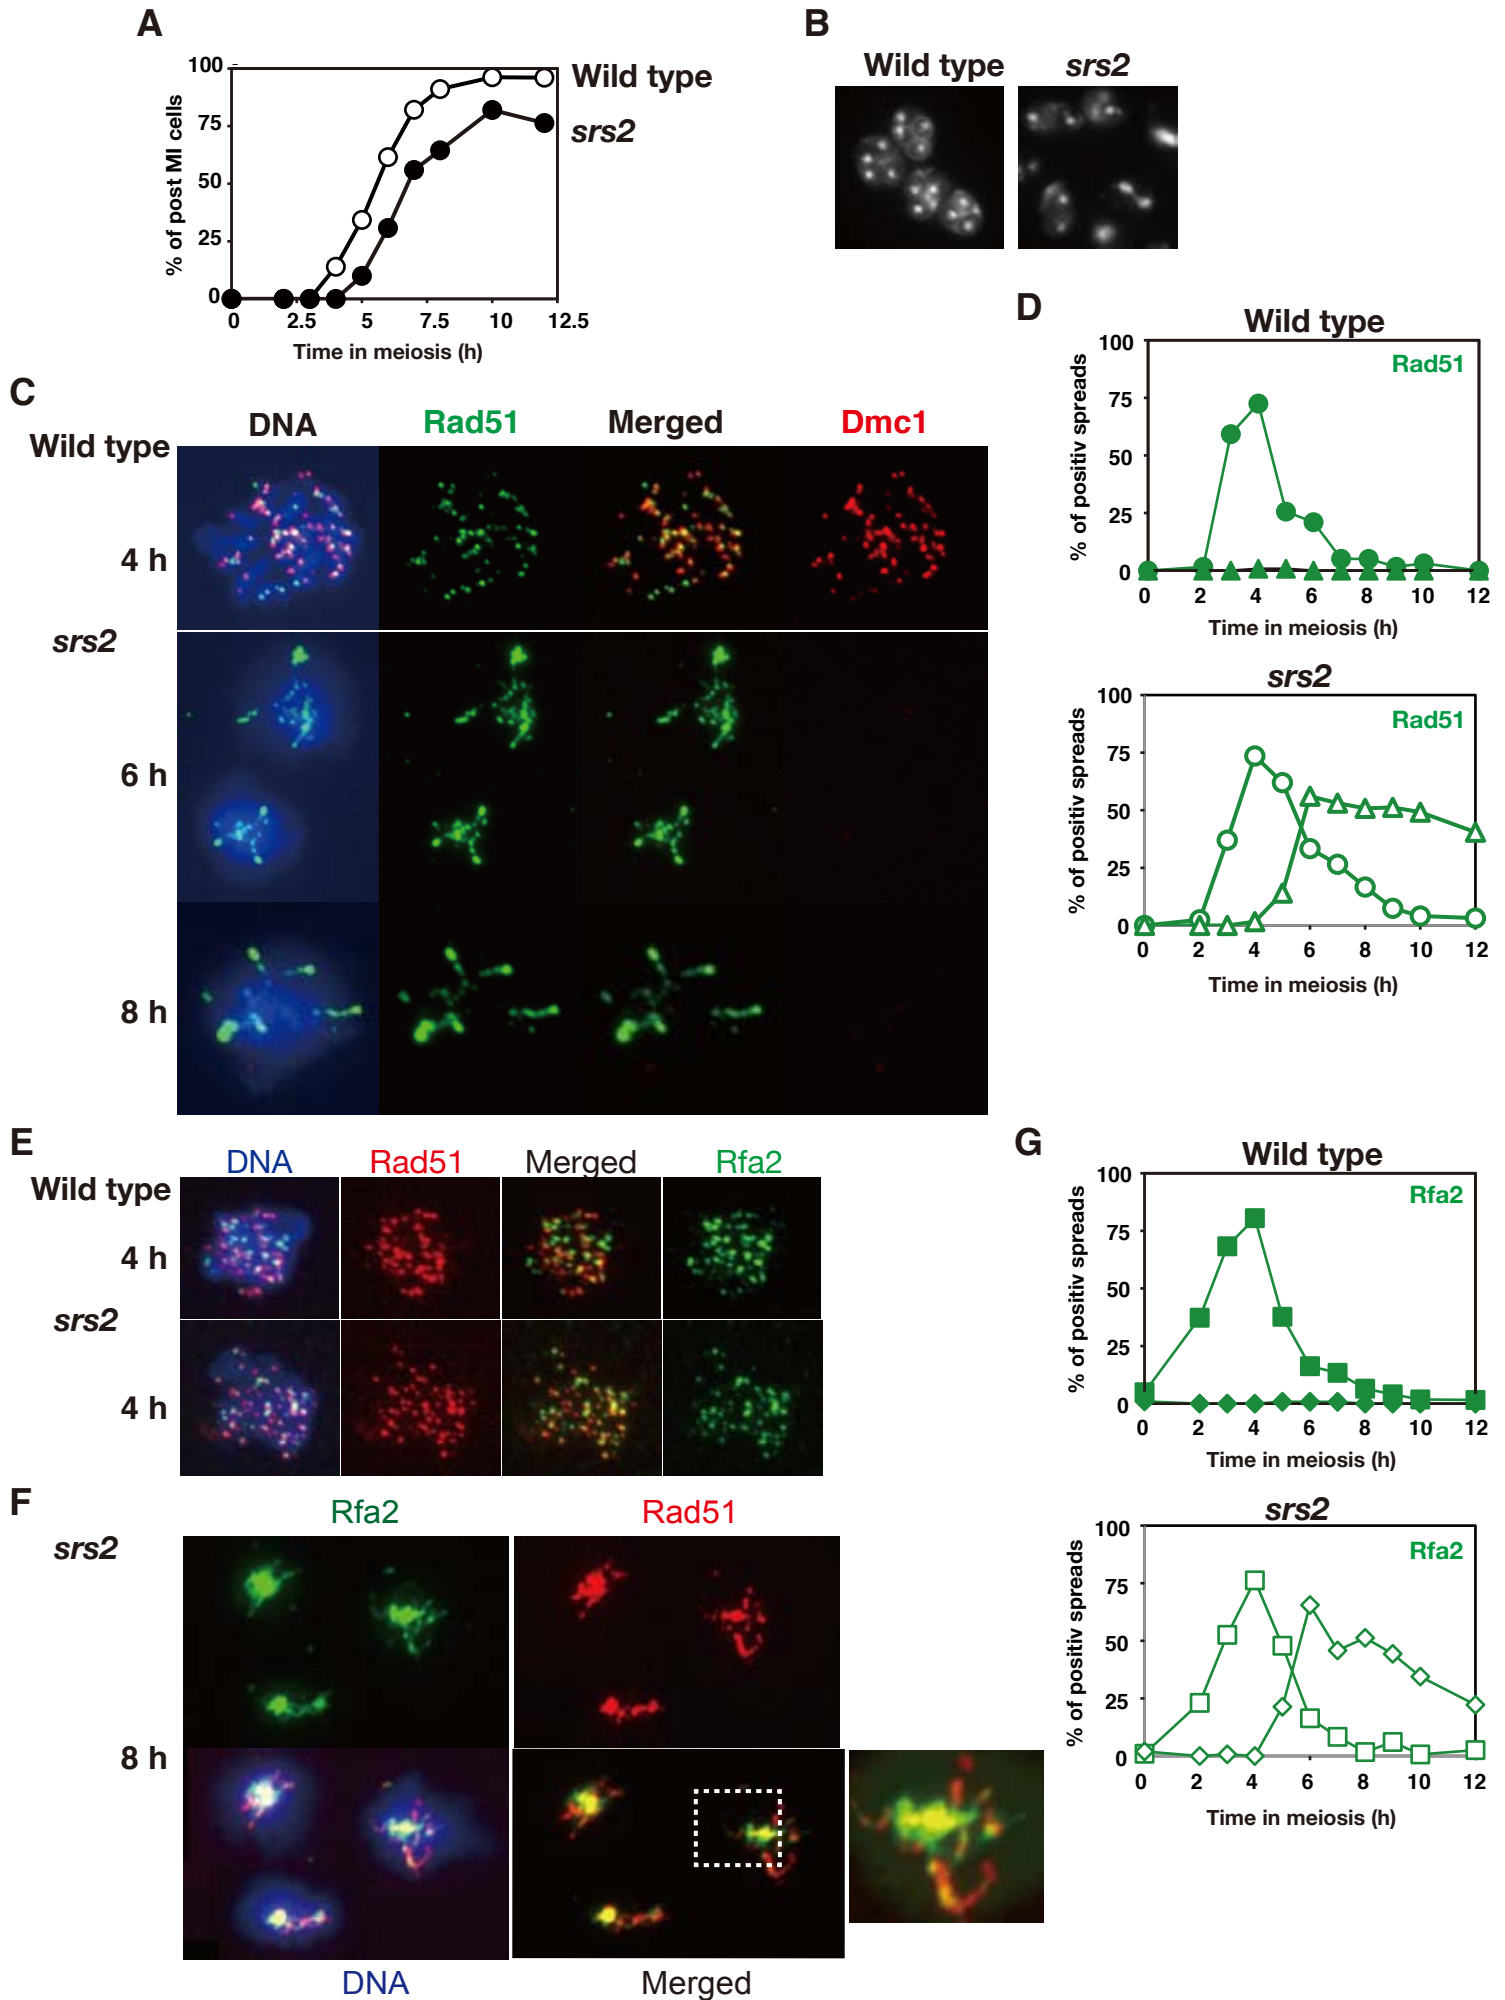 A
100
75
50
25
0
% of post MI cells
0 2.5 5 7.5 10 12.5
Time in meiosis (h)
Wild type
srs2
B
Wild type srs2
C
DNA Rad51 Merged Dmc1
Wild type
4 h
srs2
6 h
8 h
D
Wild type
Rad51
100
75
50
25
0
% of positiv spreads
0 2 4 6 8 10 12
Time in meiosis (h)
srs2
Rad51
100
75
50
25
0
% of positiv spreads
0 2 4 6 8 10 12
Time in meiosis (h)
E
DNA Rad51 Merged Rfa2
Wild type
4 h
srs2
4 h
F
Rfa2 Rad51
srs2
8 h
DNA Merged
G
Wild type
Rfa2
100
75
50
25
0
% of positiv spreads
0 2 4 6 8 10 12
Time in meiosis (h)
srs2
Rfa2
100
75
50
25
0
% of positiv spreads
0 2 4 6 8 10 12
Time in meiosis (h)